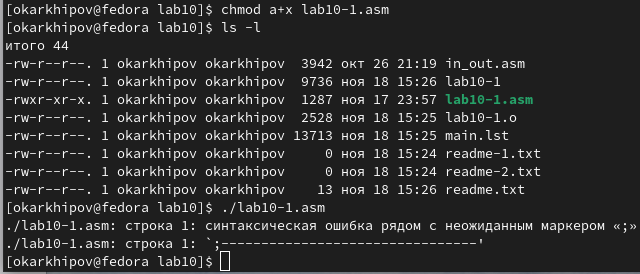 [okarkhipov@fedora lab10]$ chmod a+x lab10-1.asm
[okarkhipov@fedora lab10]$ ls -l
итого 44
-rw-r--r--. 1 okarkhipov okarkhipov  3942 окт 26 21:19 in_out.asm
-rw-r--r--. 1 okarkhipov okarkhipov  9736 ноя 18 15:26 lab10-1
-rwxr-xr-x. 1 okarkhipov okarkhipov  1287 ноя 17 23:57 lab10-1.asm
-rw-r--r--. 1 okarkhipov okarkhipov  2528 ноя 18 15:25 lab10-1.o
-rw-r--r--. 1 okarkhipov okarkhipov 13713 ноя 18 15:25 main.lst
-rw-r--r--. 1 okarkhipov okarkhipov     0 ноя 18 15:24 readme-1.txt
-rw-r--r--. 1 okarkhipov okarkhipov     0 ноя 18 15:24 readme-2.txt
-rw-r--r--. 1 okarkhipov okarkhipov    13 ноя 18 15:26 readme.txt
[okarkhipov@fedora lab10]$ ./lab10-1.asm
./lab10-1.asm: строка 1: синтаксическая ошибка рядом с неожиданным маркером «;»
./lab10-1.asm: строка 1: `;--------------------------------'
[okarkhipov@fedora lab10]$